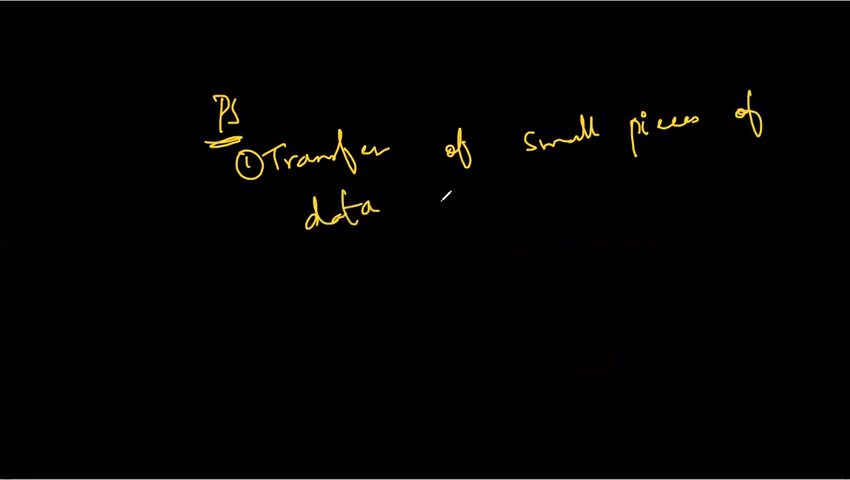 PS
① Transfer of small pieces of
data